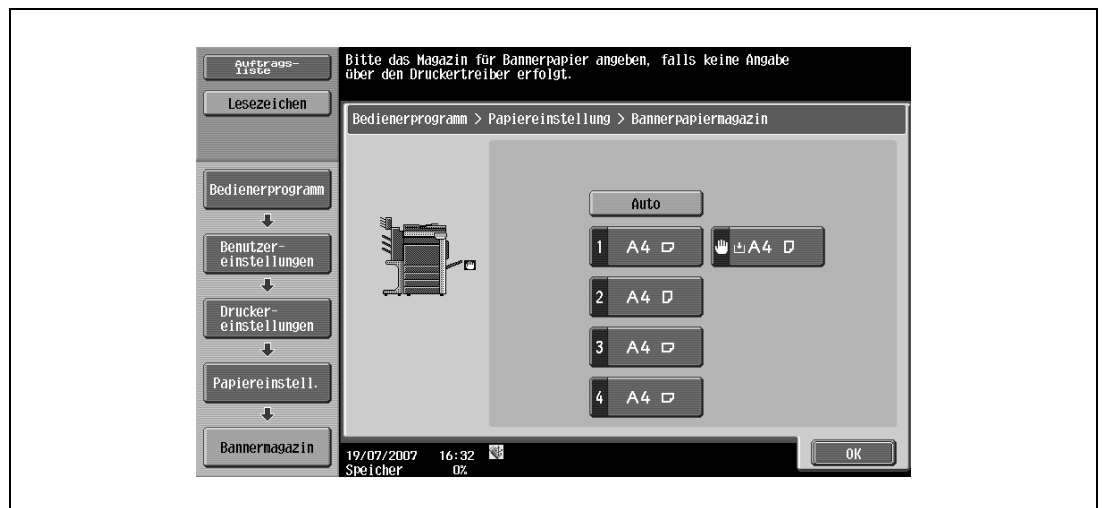 Auftrags-
liste
Bitte das Magazin für Bannerpapier angeben, falls keine Angabe
über den Druckertreiber erfolgt.
Lesezeichen
Bedienerprogramm > Papiereinstellung > Bannerpapiermagazin
Bedienerprogramm
Benutzer-
einstellungen
Drucker-
einstellungen
Papiereinstell.
Bannermagazin
Auto
1 A4
A4
2 A4
3 A4
4 A4
19/07/2007 16:32
Speicher 0%
OK